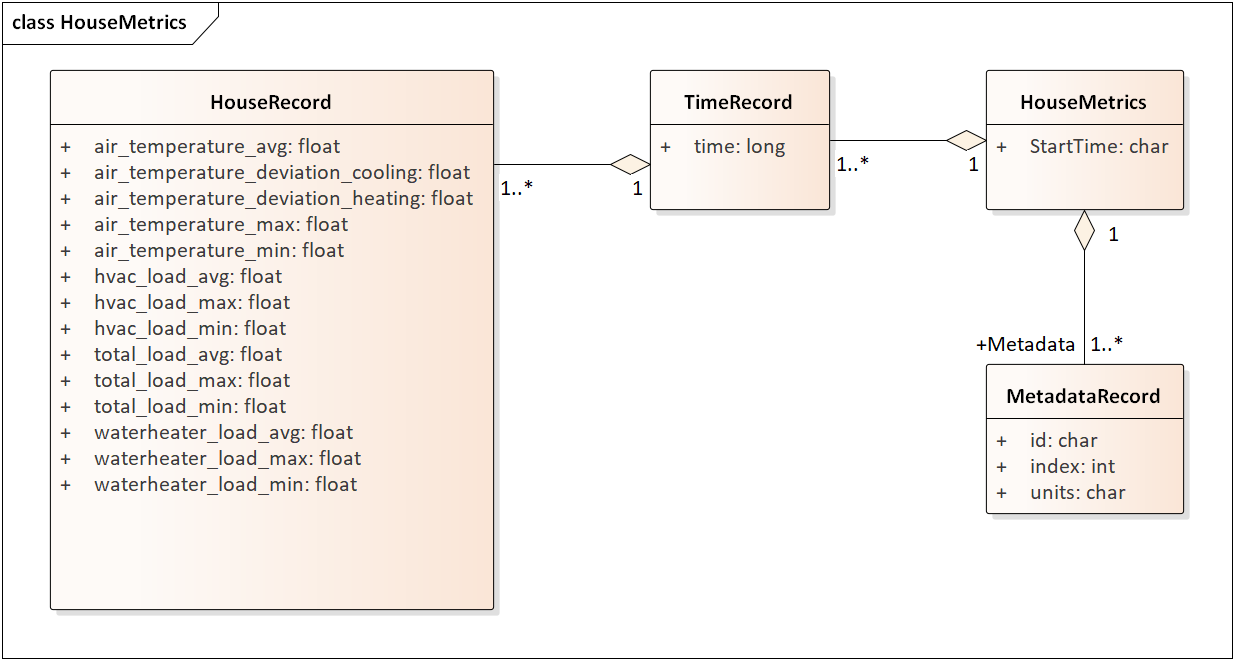 class HouseMetrics
HouseRecord
+ air_temperature_avg: float
+ air_temperature_deviation_cooling: float
+ air_temperature_deviation_heating: float
+ air_temperature_max: float
+ air_temperature_min: float
+ hvac_load_avg: float
+ hvac_load_max: float
+ hvac_load_min: float
+ total_load_avg: float
+ total_load_max: float
+ total_load_min: float
+ waterheater_load_avg: float
+ waterheater_load_max: float
+ waterheater_load_min: float
1..*
1
TimeRecord
+ time: long
1..*
1
HouseMetrics
+ StartTime: char
1
+Metadata 1..*
MetadataRecord
+ id: char
+ index: int
+ units: char